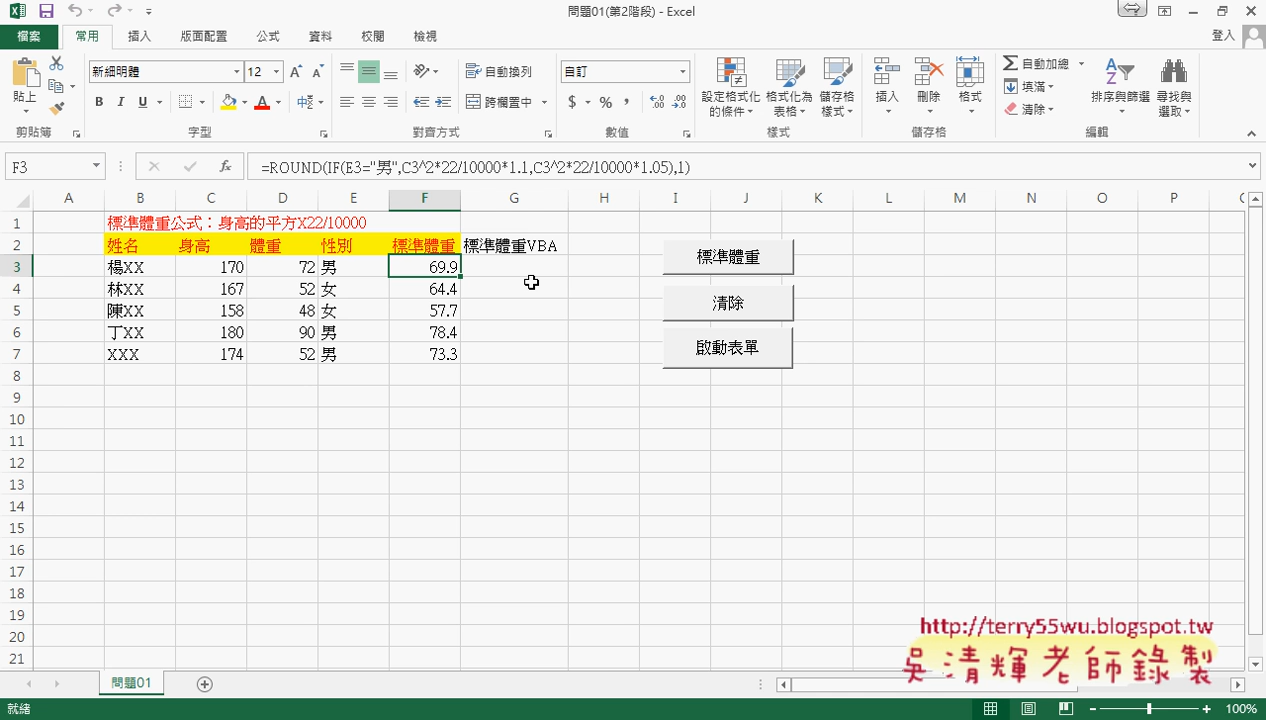 問題01(第2階段) - Excel
檔案 常用 插入 版面配置 公式 資料 校閱 檢視 登入
新細明體 12 自動換列 自訂 自動加總
貼上 B I U A 中 跨欄置中 $ % , 設定格式化的條件 格式化為表格 儲存格樣式 插入 刪除 格式 填滿 清除 排序與篩選 尋找與選取
剪貼簿 字型 對齊方式 數值 樣式 儲存格 編輯
F3 fx =ROUND(IF(E3="男",C3^2*22/10000*1.1,C3^2*22/10000*1.05),1)
A B C D E F G H I J K L M N O P
1 標準體重公式：身高的平方X22/10000
2 姓名 身高 體重 性別 標準體重 標準體重VBA
3 楊XX 170 72 男 69.9
4 林XX 167 52 女 64.4
5 陳XX 158 48 女 57.7
6 丁XX 180 90 男 78.4
7 XXX 174 52 男 73.3
標準體重
清除
啟動表單
8
9
10
11
12
13
14
15
16
17
18
19
20
21
http://terry55wu.blogspot.tw
吳清輝老師錄製
問題01
就緒 100%